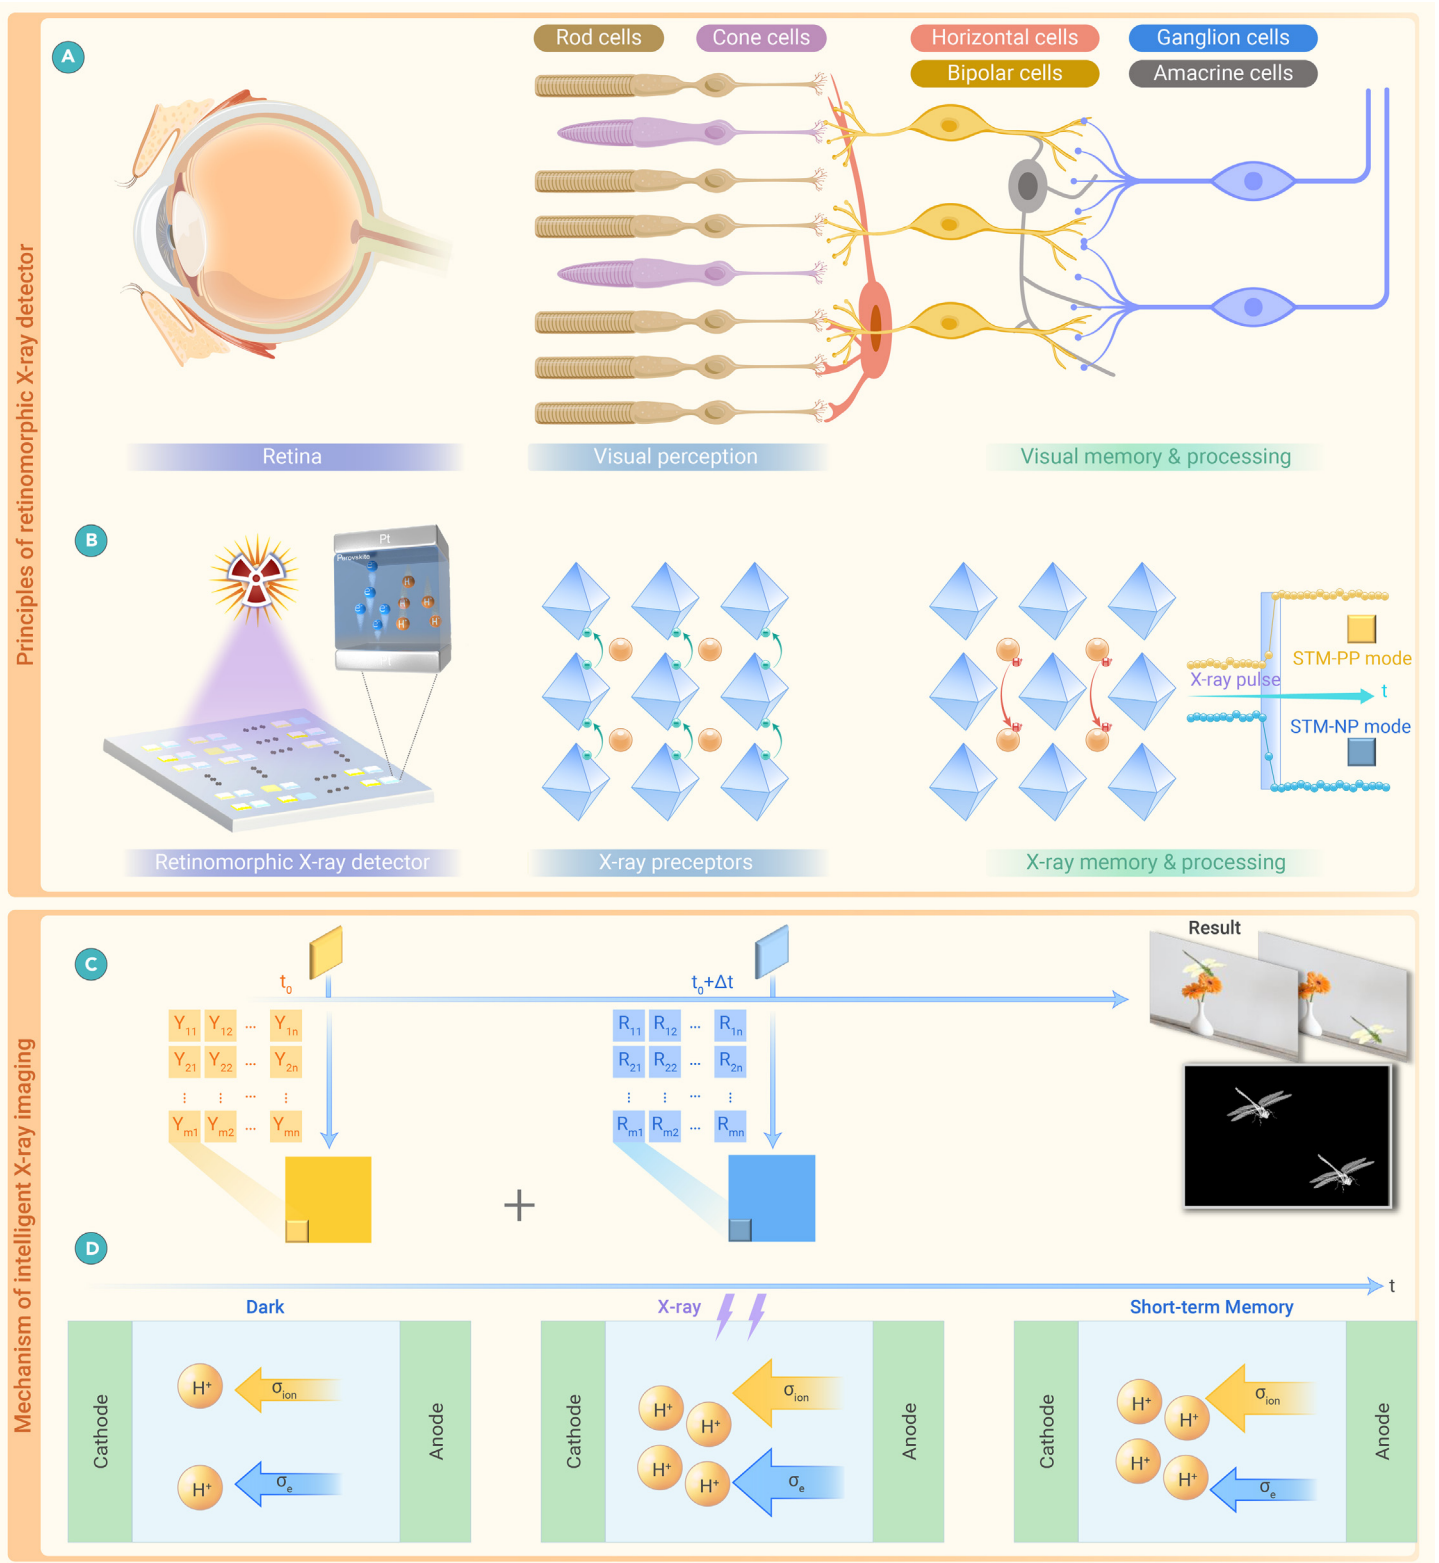 Principles of retinomorphic X-ray detector
A
Rod cells
Cone cells
Horizontal cells
Ganglion cells
Bipolar cells
Amacrine cells
Retina
Visual perception
Visual memory & processing
B
Pt
Perovskite
H⁺
H⁺
H⁺
H⁺
H⁺
STM-PP mode
X-ray pulse
t
STM-NP mode
Retinomorphic X-ray detector
X-ray preceptors
X-ray memory & processing
Mechanism of intelligent X-ray imaging
C
Result
t₀
t₀+Δt
Y₁₁ Y₁₂ ... Y₁ₙ
Y₂₁ Y₂₂ ... Y₂ₙ
⋮ ⋮ ... ⋮
Yₘ₁ Yₘ₂ ... Yₘₙ
R₁₁ R₁₂ ... R₁ₙ
R₂₁ R₂₂ ... R₂ₙ
⋮ ⋮ ... ⋮
Rₘ₁ Rₘ₂ ... Rₘₙ
+
D
t
Dark
X-ray
Short-term Memory
Cathode
H⁺
σion
H⁺
σe
Anode
Cathode
H⁺
H⁺
σion
H⁺
H⁺
σe
Anode
Cathode
H⁺
H⁺
σion
H⁺
H⁺
σe
Anode